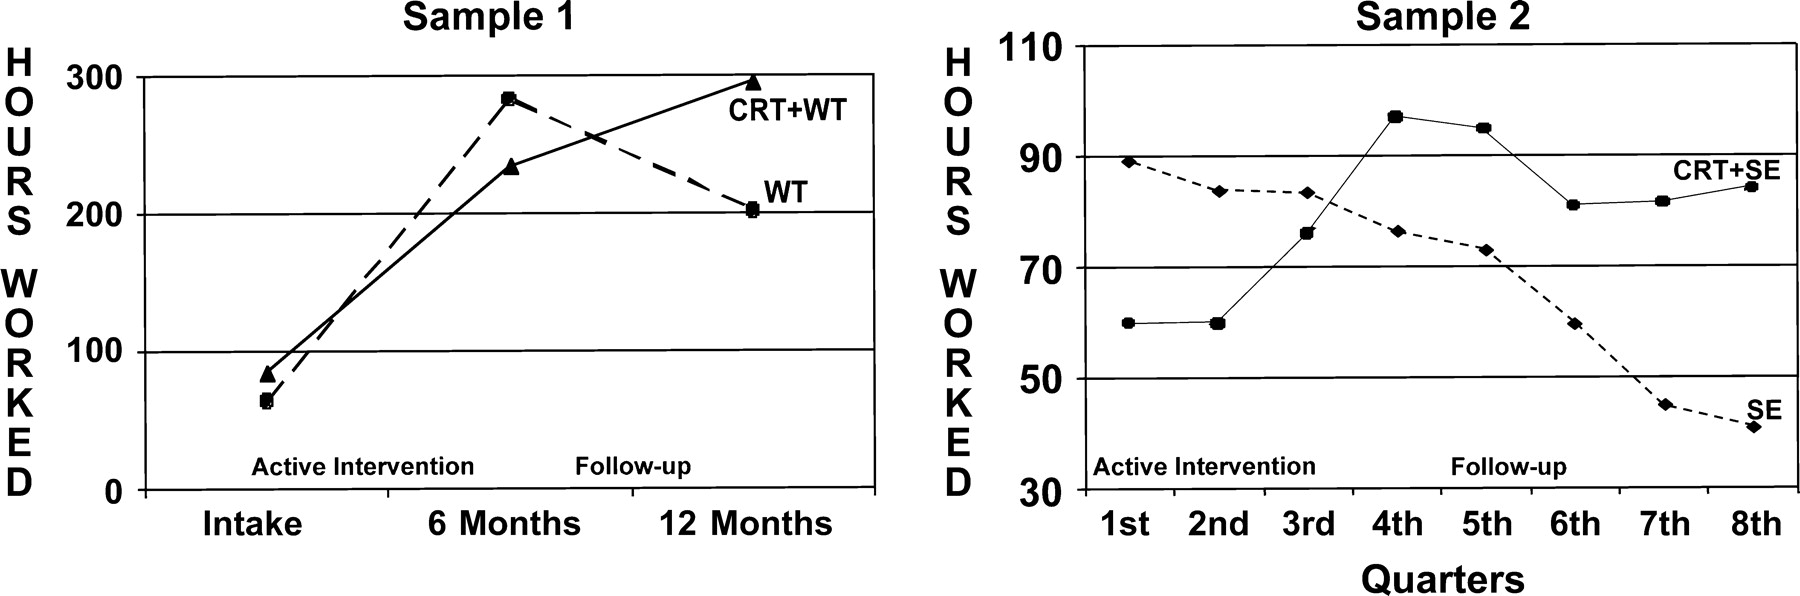 Sample 1
HOURS WORKED
300
200
100
0
CRT+WT
WT
Active Intervention
Follow-up
Intake
6 Months
12 Months
Sample 2
HOURS WORKED
110
90
70
50
30
CRT+SE
SE
Active Intervention
Follow-up
1st
2nd
3rd
4th
5th
6th
7th
8th
Quarters